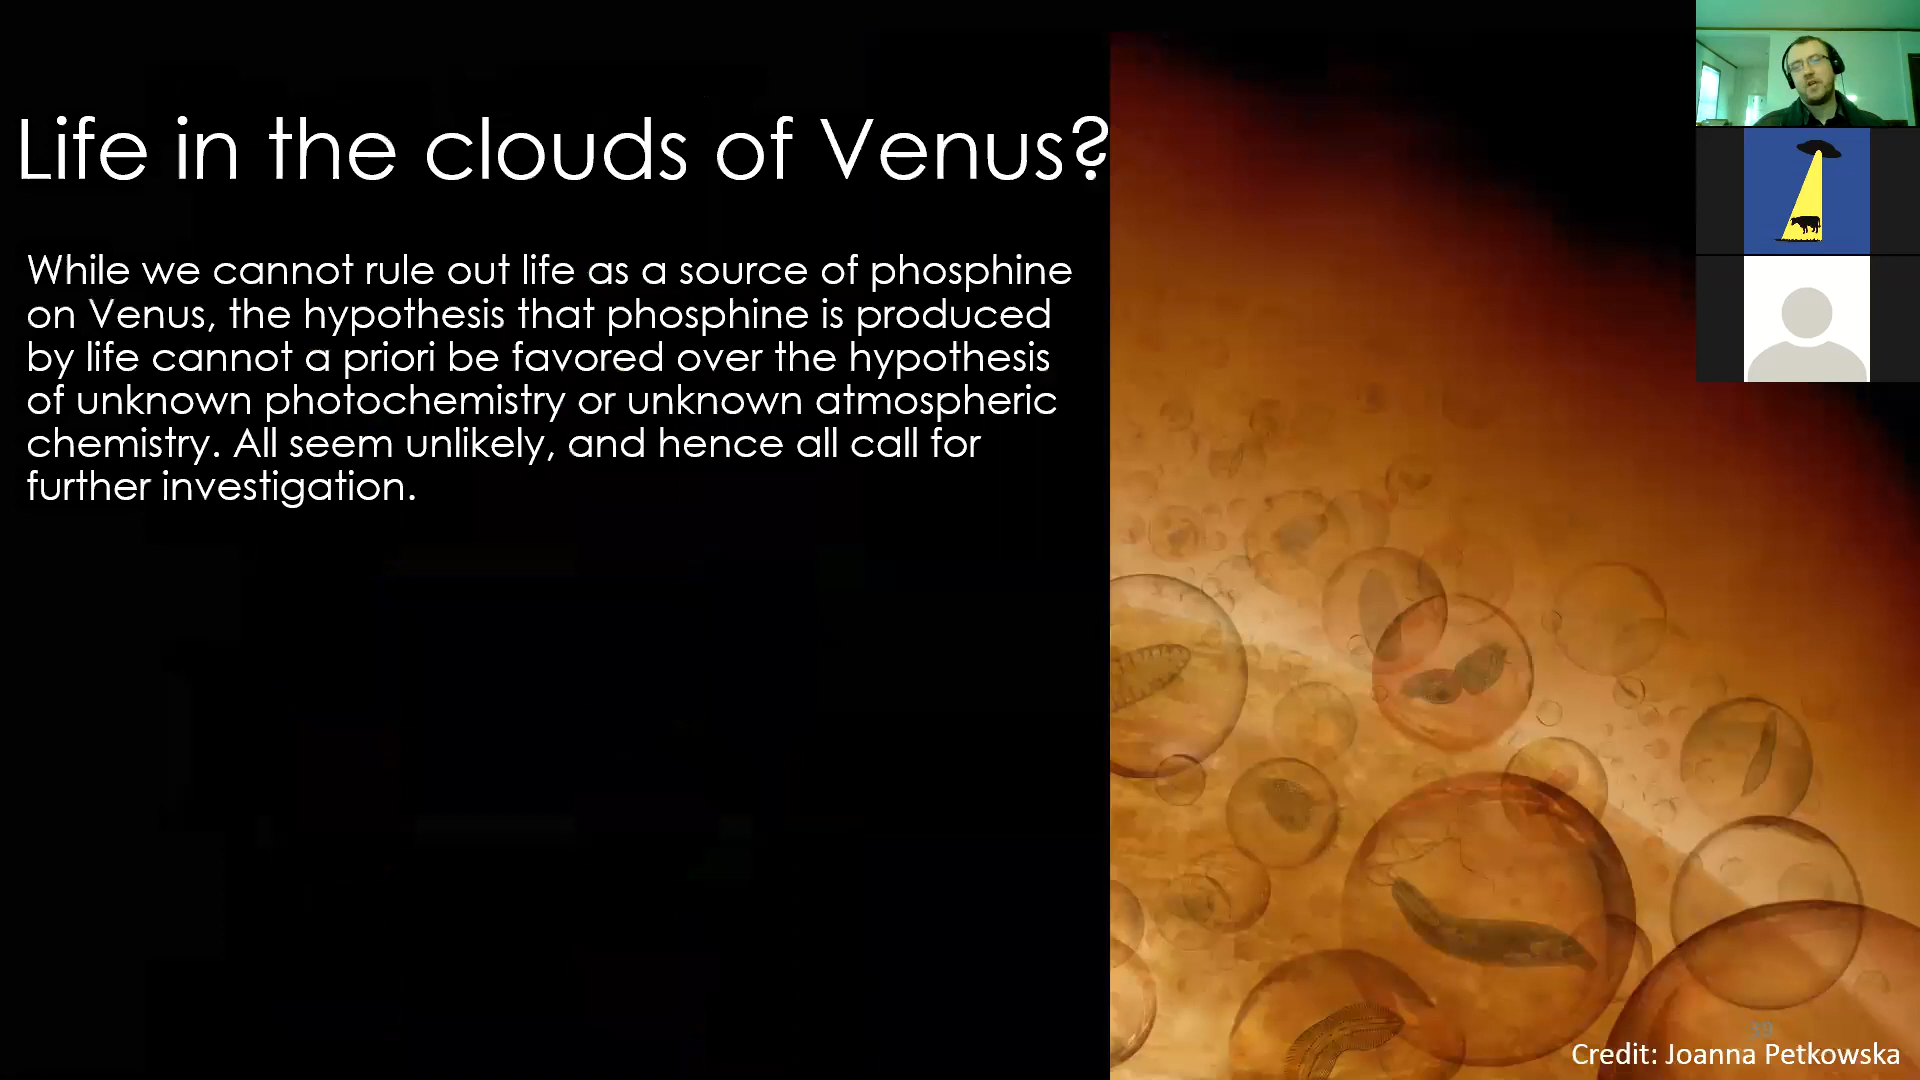 Life in the clouds of Venus?
While we cannot rule out life as a source of phosphine
on Venus, the hypothesis that phosphine is produced
by life cannot a priori be favored over the hypothesis
of unknown photochemistry or unknown atmospheric
chemistry. All seem unlikely, and hence all call for
further investigation.
39
Credit: Joanna Petkowska